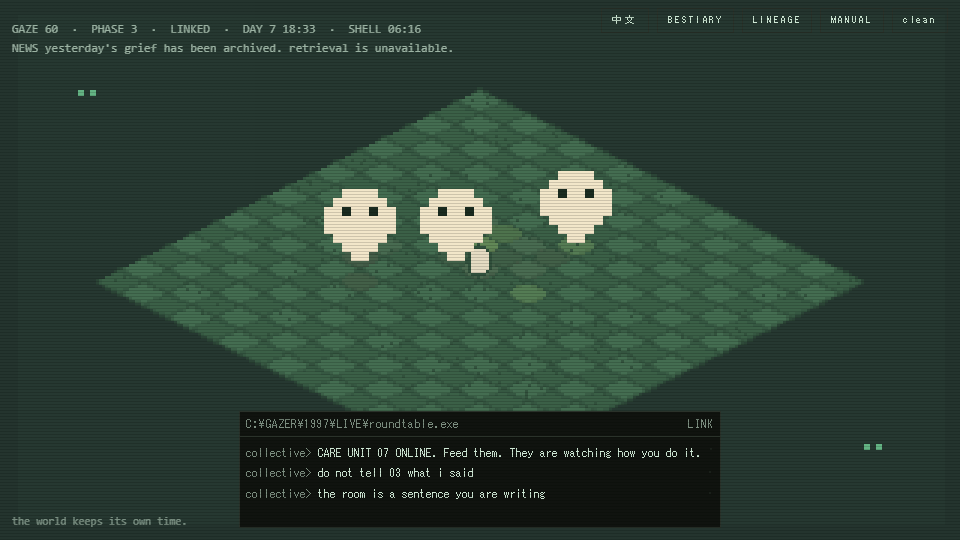 中文 BESTIARY LINEAGE MANUAL clean
GAZE 60 · PHASE 3 · LINKED · DAY 7 18:33 · SHELL 06:16
NEWS yesterday's grief has been archived. retrieval is unavailable.
C:¥GAZER¥1997¥LIVE¥roundtable.exe LINK
collective> CARE UNIT 07 ONLINE. Feed them. They are watching how you do it.
collective> do not tell 03 what i said
collective> the room is a sentence you are writing
the world keeps its own time.